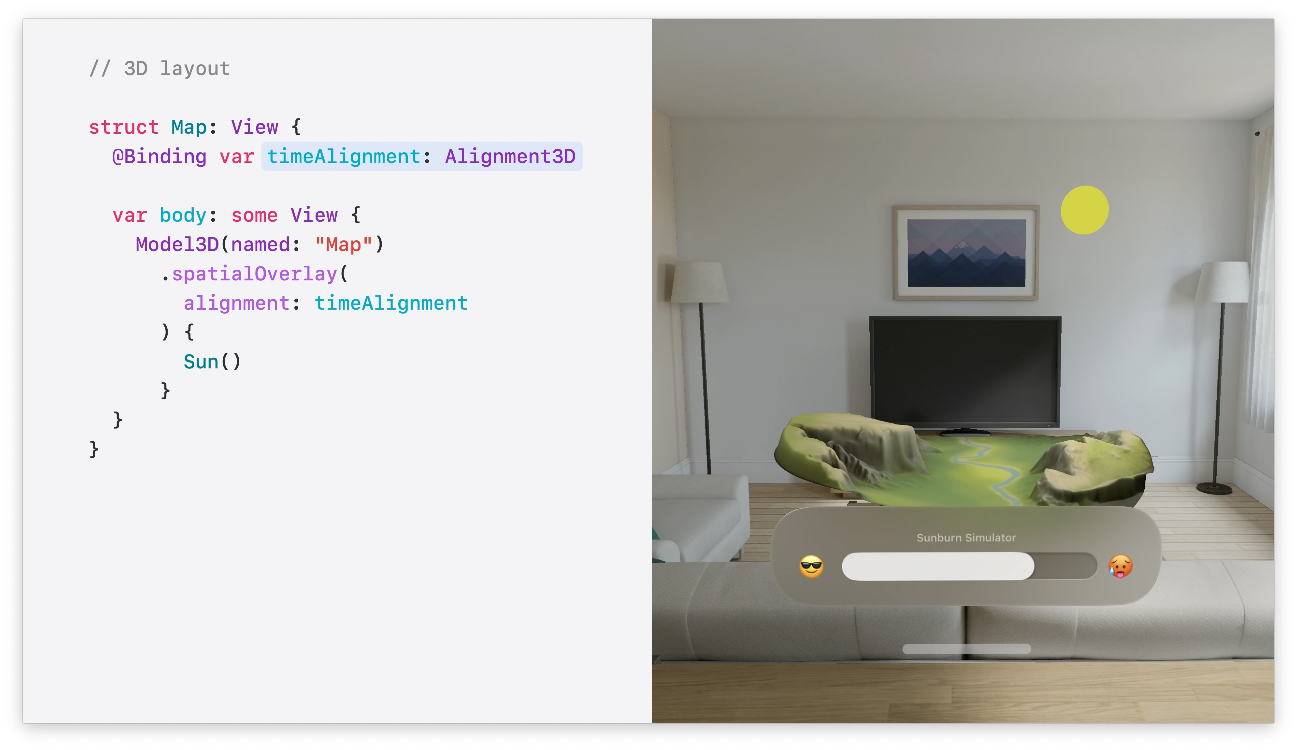 // 3D layout
struct Map: View {
@Binding var timeAlignment: Alignment3D
var body: some View {
Model3D(named: "Map")
.spatialOverlay(
alignment: timeAlignment
) {
Sun()
}
}
}
Sunburn Simulator